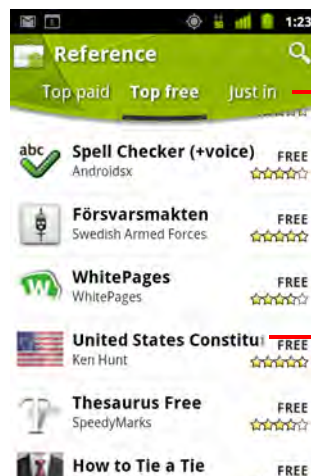 1:23
Reference
Top paid Top free Just in
abc Spell Checker (+voice) FREE
Androidsx
Försvarsmakten FREE
Swedish Armed Forces
WhitePages FREE
WhitePages
United States Constitu FREE
Ken Hunt
Thesaurus Free FREE
SpeedyMarks
How to Tie a Tie FREE